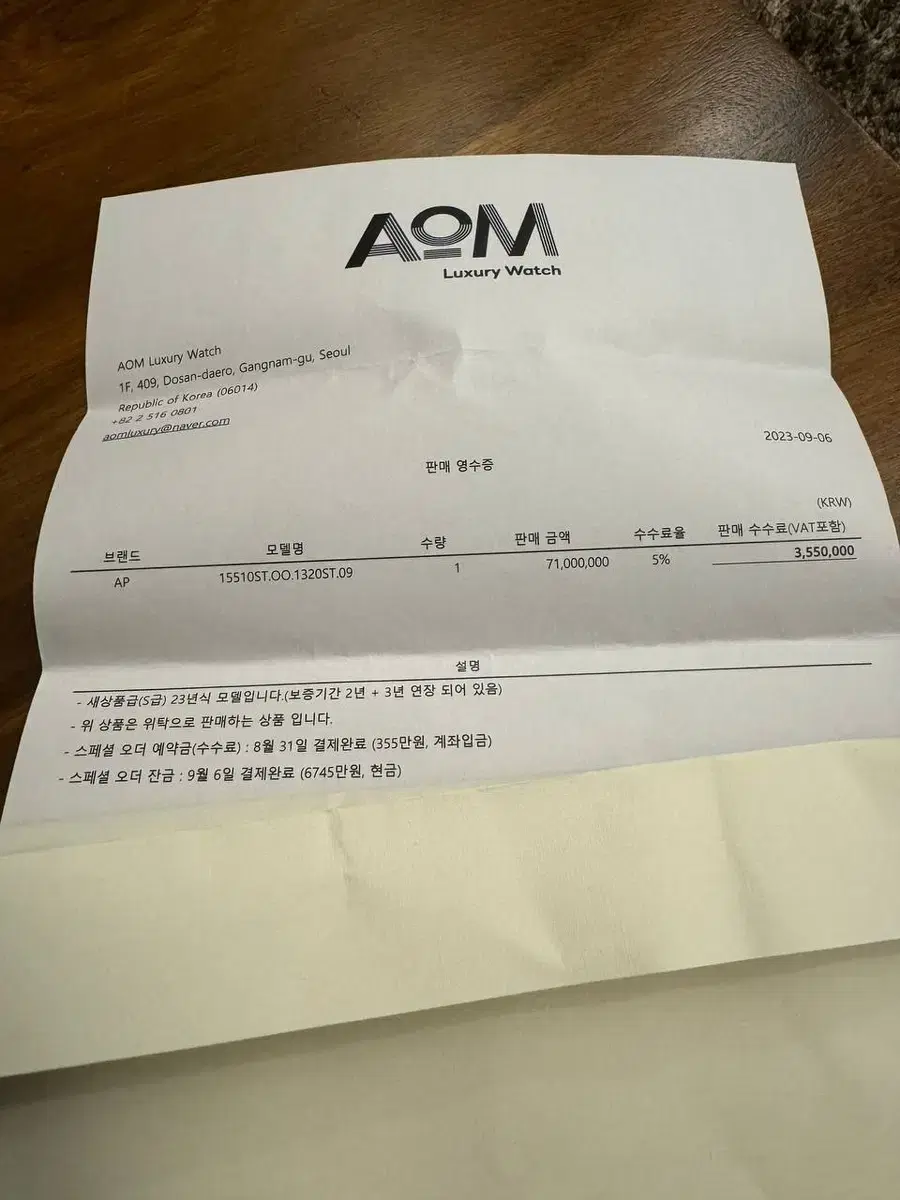 AOM
Luxury Watch
AOM Luxury Watch
1F, 409, Dosan-daero, Gangnam-gu, Seoul
Republic of Korea (06014)
+82 2 516 0801
aomluxury@naver.com
2023-09-06
판매 영수증
(KRW)
브랜드 모델명 수량 판매 금액 수수료율 판매 수수료(VAT포함)
AP 15510ST.OO.1320ST.09 1 71,000,000 5% 3,550,000
설명
- 새상품급(S급) 23년식 모델입니다.(보증기간 2년 + 3년 연장 되어 있음)
- 위 상품은 위탁으로 판매하는 상품 입니다.
- 스페셜 오더 예약금(수수료) : 8월 31일 결제완료 (355만원, 계좌입금)
- 스페셜 오더 잔금 : 9월 6일 결제완료 (6745만원, 현금)